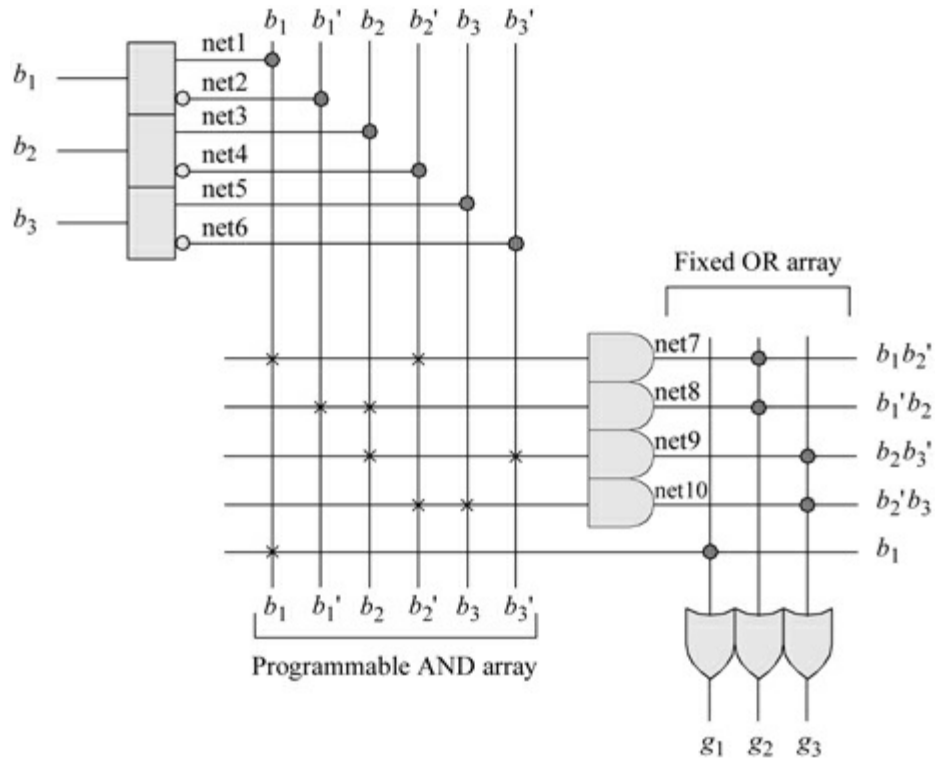 b₁ b₁' b₂ b₂' b₃ b₃'
net1
b₁
net2
net3
b₂
net4
net5
b₃
net6
Fixed OR array
net7
b₁b₂'
net8
b₁'b₂
net9
b₂b₃'
net10
b₂'b₃
b₁
b₁ b₁' b₂ b₂' b₃ b₃'
Programmable AND array
g₁ g₂ g₃